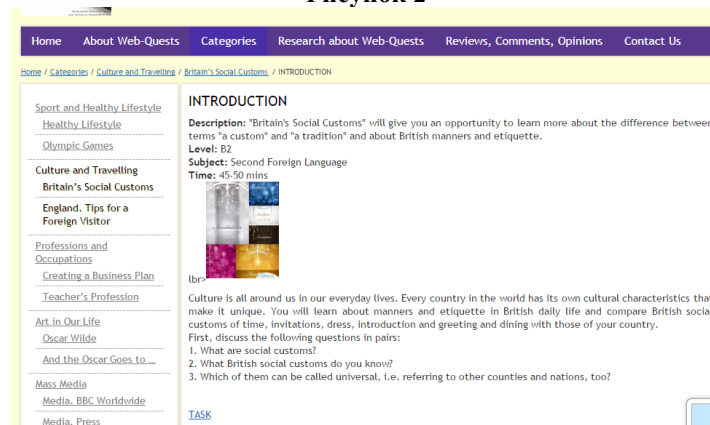 Рисунок 2
Home About Web-Quests Categories Research about Web-Quests Reviews, Comments, Opinions Contact Us
Home / Categories / Culture and Travelling / Britain's Social Customs / INTRODUCTION
Sport and Healthy Lifestyle
Healthy Lifestyle
Olympic Games
Culture and Travelling
Britain's Social Customs
England. Tips for a
Foreign Visitor
Professions and
Occupations
Creating a Business Plan
Teacher's Profession
Art in Our Life
Oscar Wilde
And the Oscar Goes to ...
Mass Media
Media. BBC Worldwide
Media. Press
INTRODUCTION
Description: "Britain's Social Customs" will give you an opportunity to learn more about the difference between
terms "a custom" and "a tradition" and about British manners and etiquette.
Level: B2
Subject: Second Foreign Language
Time: 45-50 mins
lbr>
Culture is all around us in our everyday lives. Every country in the world has its own cultural characteristics that
make it unique. You will learn about manners and etiquette in British daily life and compare British social
customs of time, invitations, dress, introduction and greeting and dining with those of your country.
First, discuss the following questions in pairs:
1. What are social customs?
2. What British social customs do you know?
3. Which of them can be called universal, i.e. referring to other counties and nations, too?
TASK